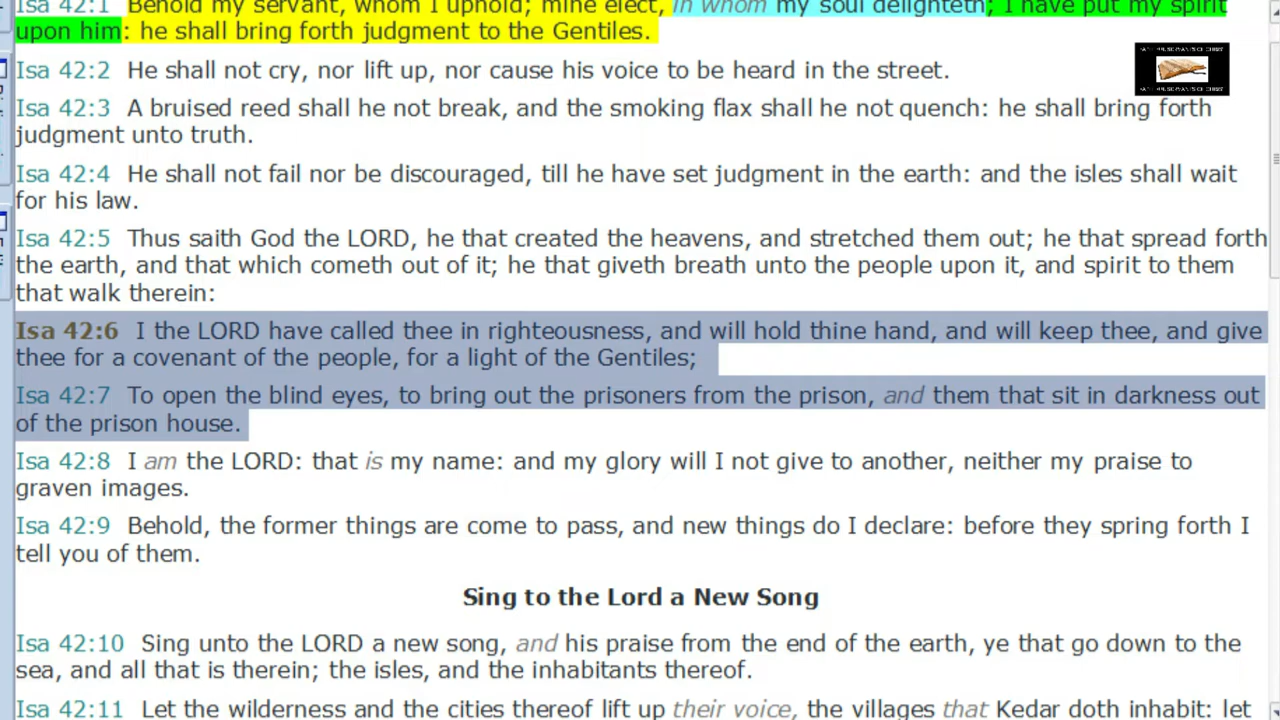 Isa 42:1 Behold my servant, whom I uphold; mine elect, in whom my soul delighteth; I have put my spirit
upon him: he shall bring forth judgment to the Gentiles.
Isa 42:2 He shall not cry, nor lift up, nor cause his voice to be heard in the street.
Isa 42:3 A bruised reed shall he not break, and the smoking flax shall he not quench: he shall bring forth
judgment unto truth.
Isa 42:4 He shall not fail nor be discouraged, till he have set judgment in the earth: and the isles shall wait
for his law.
Isa 42:5 Thus saith God the LORD, he that created the heavens, and stretched them out; he that spread forth
the earth, and that which cometh out of it; he that giveth breath unto the people upon it, and spirit to them
that walk therein:
Isa 42:6 I the LORD have called thee in righteousness, and will hold thine hand, and will keep thee, and give
thee for a covenant of the people, for a light of the Gentiles;
Isa 42:7 To open the blind eyes, to bring out the prisoners from the prison, and them that sit in darkness out
of the prison house.
Isa 42:8 I am the LORD: that is my name: and my glory will I not give to another, neither my praise to
graven images.
Isa 42:9 Behold, the former things are come to pass, and new things do I declare: before they spring forth I
tell you of them.
Sing to the Lord a New Song
Isa 42:10 Sing unto the LORD a new song, and his praise from the end of the earth, ye that go down to the
sea, and all that is therein; the isles, and the inhabitants thereof.
Isa 42:11 Let the wilderness and the cities thereof lift up their voice, the villages that Kedar doth inhabit: let